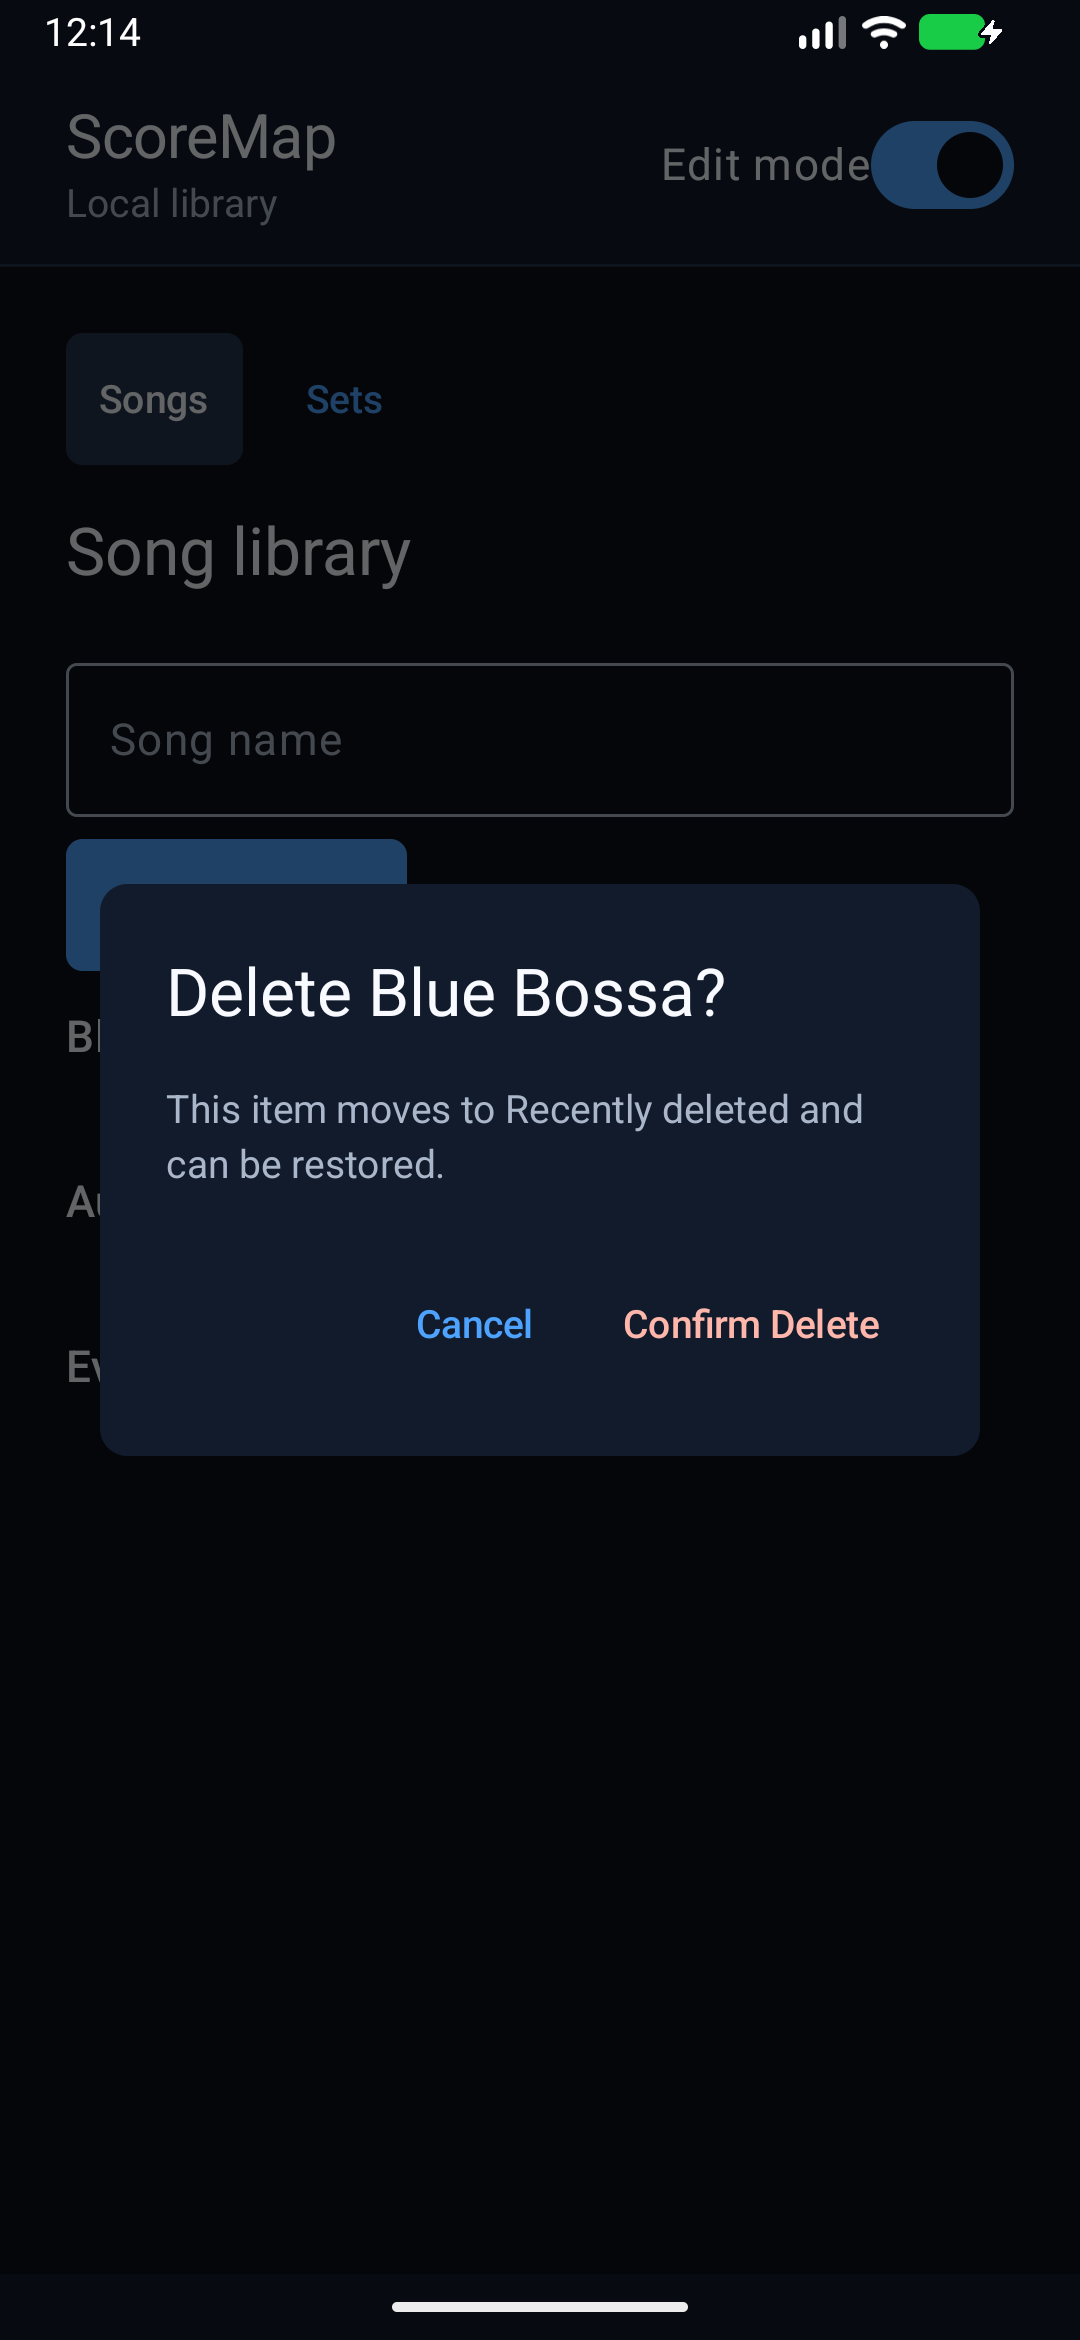 12:14
ScoreMap
Local library
Edit mode
Songs
Sets
Song library
Song name
Delete Blue Bossa?
This item moves to Recently deleted and
can be restored.
Cancel
Confirm Delete